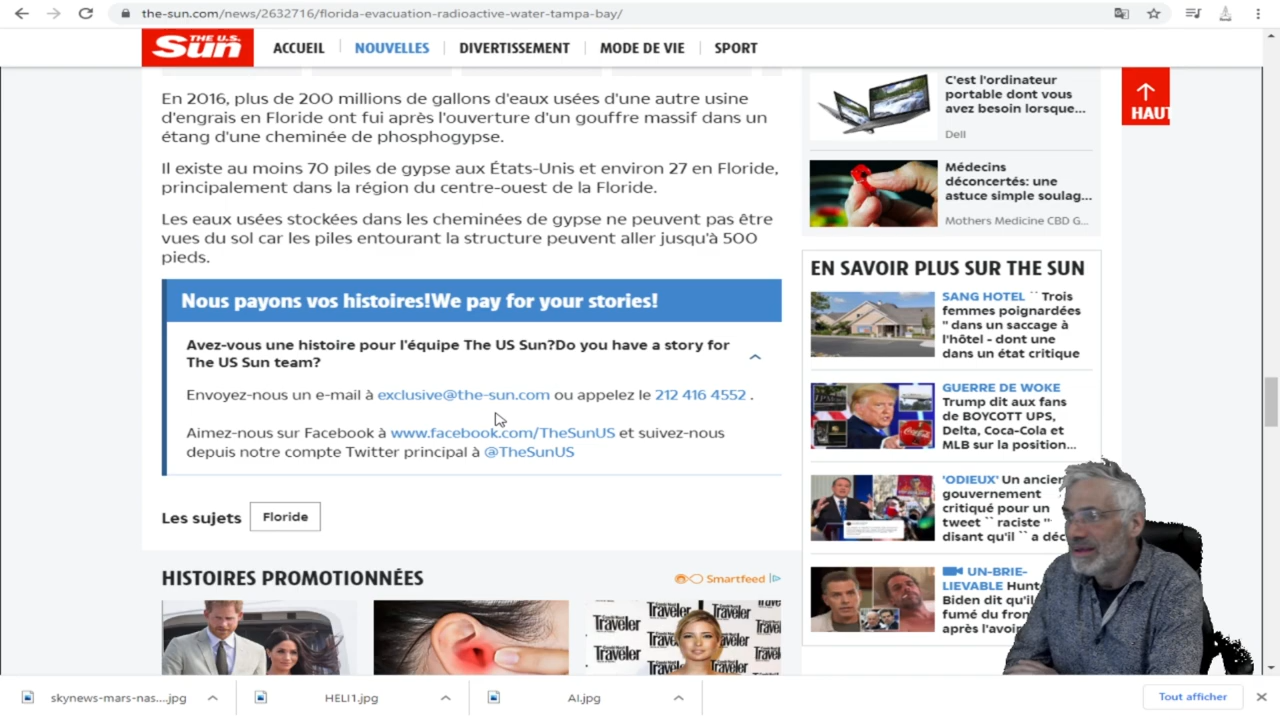 the-sun.com/news/2632716/florida-evacuation-radioactive-water-tampa-bay/
THE U.S. Sun
ACCUEIL
NOUVELLES
DIVERTISSEMENT
MODE DE VIE
SPORT
En 2016, plus de 200 millions de gallons d'eaux usées d'une autre usine
d'engrais en Floride ont fui après l'ouverture d'un gouffre massif dans un
étang d'une cheminée de phosphogypse.
Il existe au moins 70 piles de gypse aux États-Unis et environ 27 en Floride,
principalement dans la région du centre-ouest de la Floride.
Les eaux usées stockées dans les cheminées de gypse ne peuvent pas être
vues du sol car les piles entourant la structure peuvent aller jusqu'à 500
pieds.
Nous payons vos histoires!We pay for your stories!
Avez-vous une histoire pour l'équipe The US Sun?Do you have a story for
The US Sun team?
Envoyez-nous un e-mail à exclusive@the-sun.com ou appelez le 212 416 4552 .
Aimez-nous sur Facebook à www.facebook.com/TheSunUS et suivez-nous
depuis notre compte Twitter principal à @TheSunUS
Les sujets
Floride
HISTOIRES PROMOTIONNÉES
Smartfeed
Traveler
Traveler
Traveler
C'est l'ordinateur
portable dont vous
avez besoin lorsque...
Dell
Médecins
déconcertés: une
astuce simple soulag...
Mothers Medicine CBD G...
HAUT
EN SAVOIR PLUS SUR THE SUN
SANG HOTEL `` Trois
femmes poignardées
'' dans un saccage à
l'hôtel - dont une
dans un état critique
GUERRE DE WOKE
Trump dit aux fans
de BOYCOTT UPS,
Delta, Coca-Cola et
MLB sur la position...
'ODIEUX' Un ancien
gouvernement
critiqué pour un
tweet `` raciste ''
disant qu'il `` a déc
UN-BRIE-
LIEVABLE Hunt
Biden dit qu'il
fumé du fro
après l'avoi
skynews-mars-nas....jpg
HELI1.jpg
AI.jpg
Tout afficher